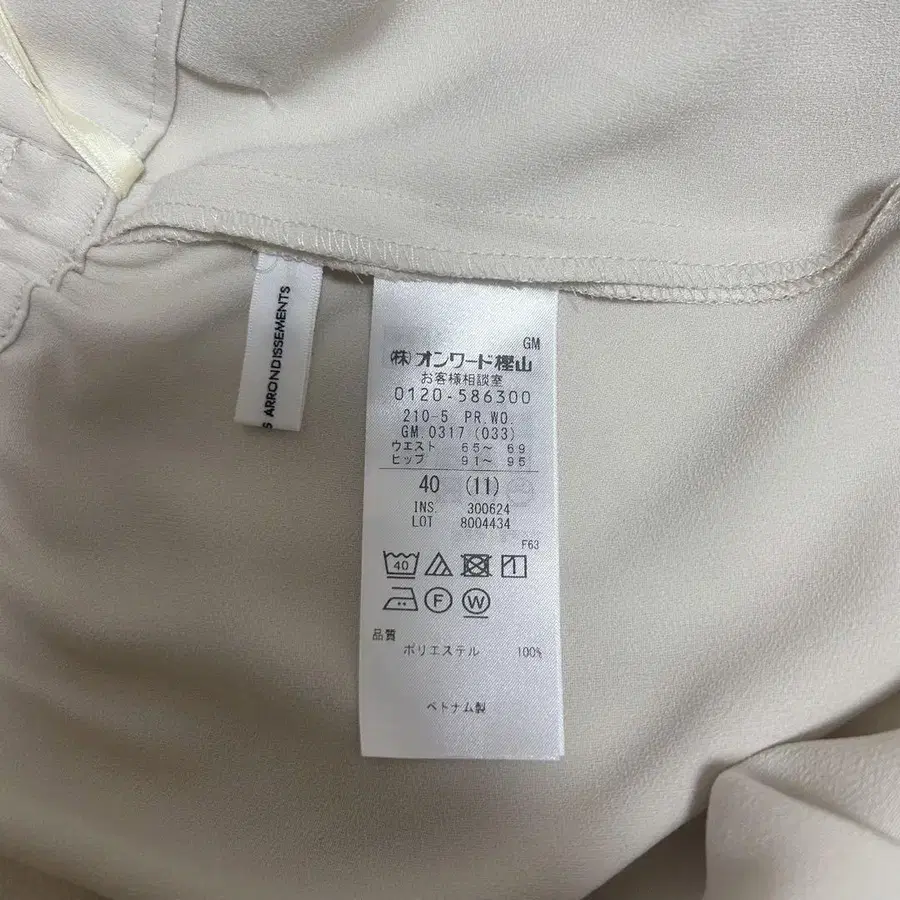 S ARRONDISSEMENTS
GM
(株)オンワード樫山
お客様相談室
0120-586300
210-5 PR.WO.
GM.0317 (033)
ウエスト 65～ 69
ヒップ 91～ 95
40 (11)
INS. 300624
LOT 8004434
F63
40
1
F
W
品質
ポリエステル 100%
ベトナム製